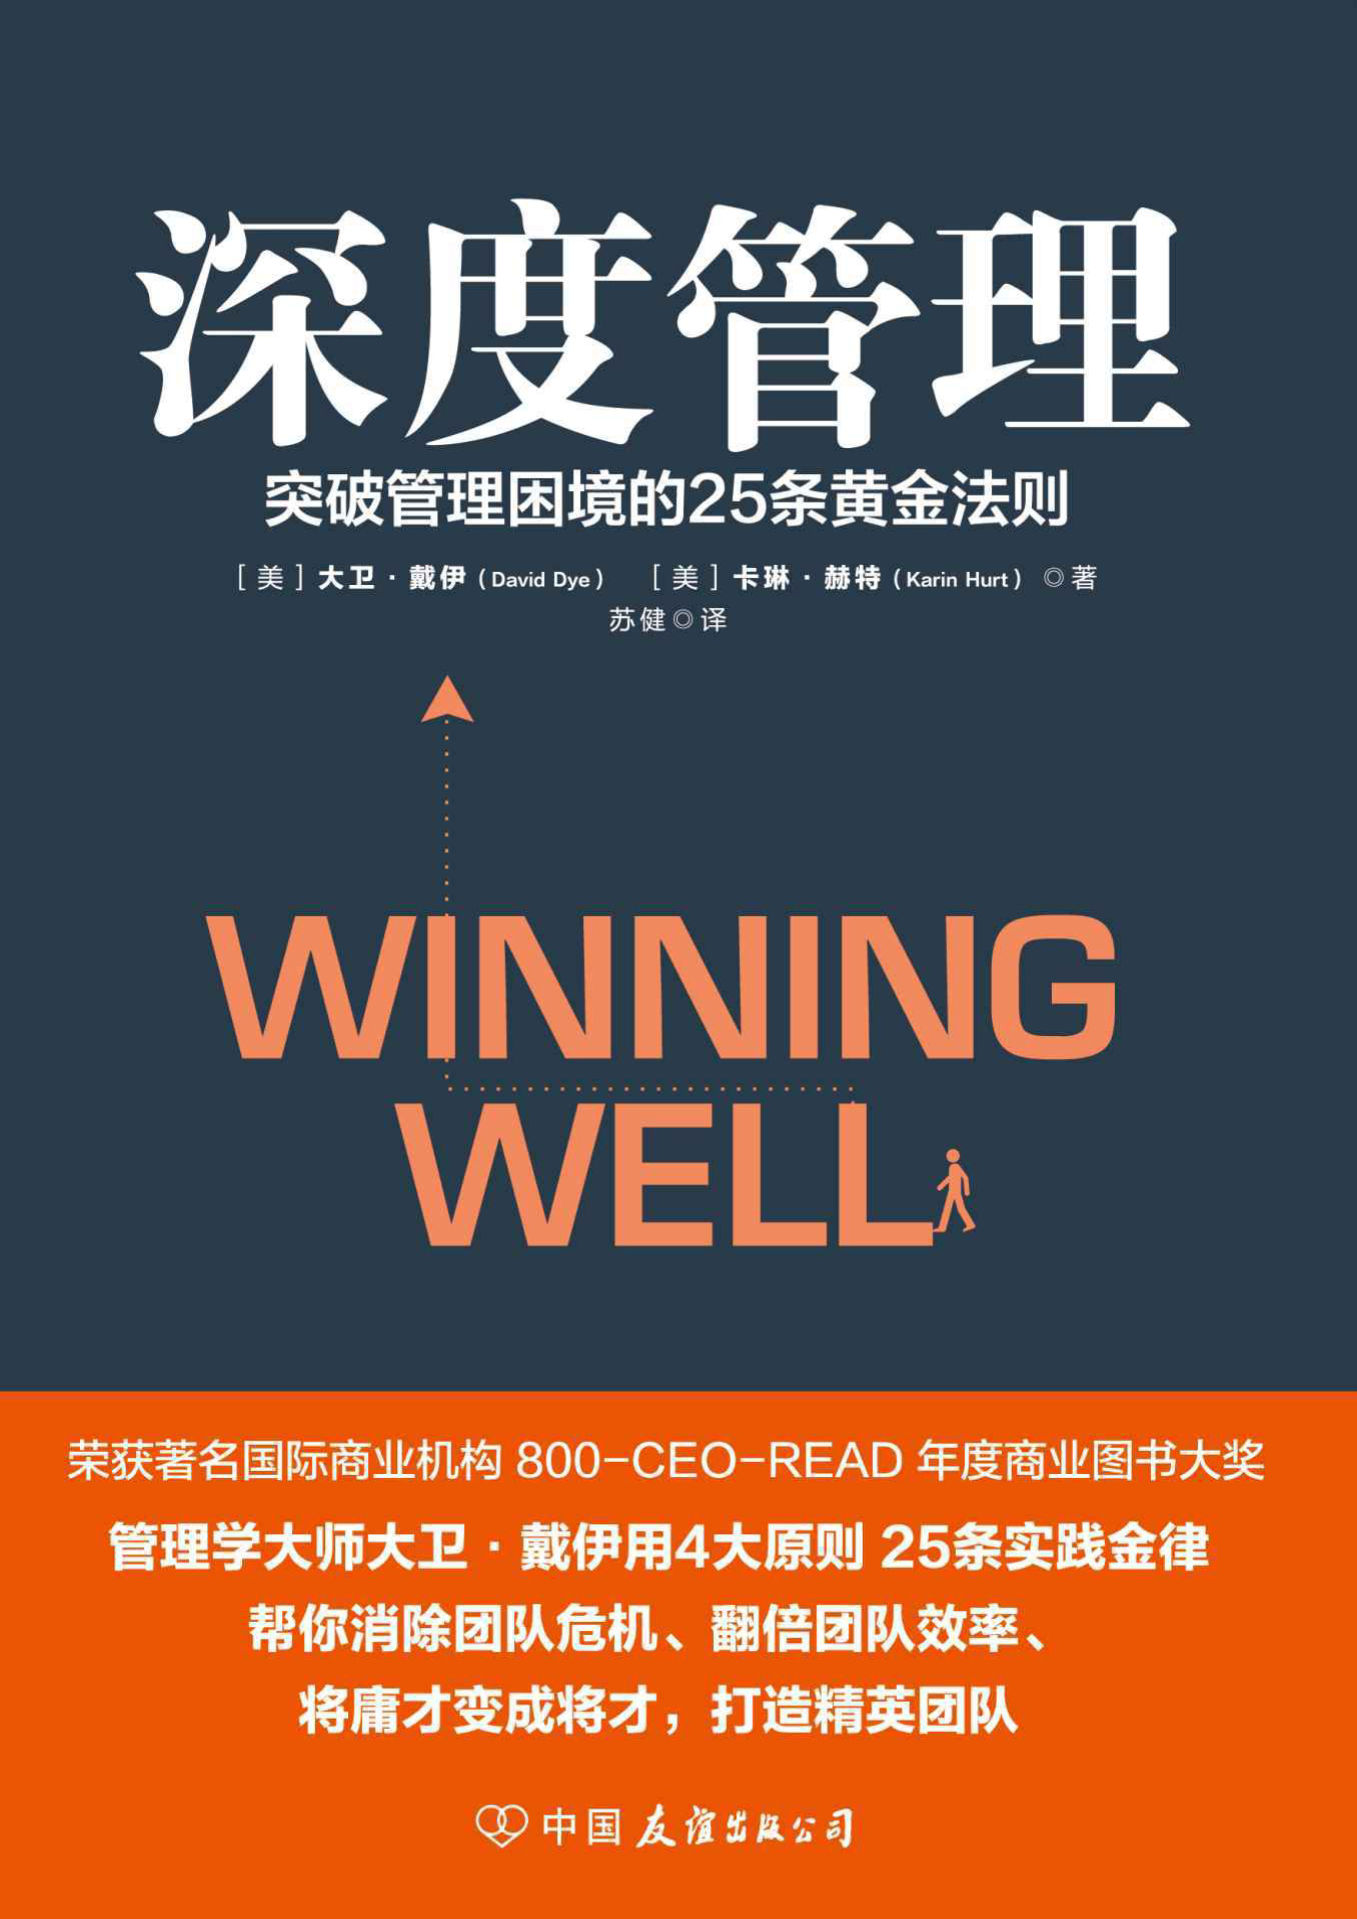 深度管理
突破管理困境的25条黄金法则
[美]大卫·戴伊(David Dye) [美]卡琳·赫特(Karin Hurt) ◎著
苏健◎译
WINNING
WELL
荣获著名国际商业机构 800-CEO-READ 年度商业图书大奖
管理学大师大卫·戴伊用4大原则 25条实践金律
帮你消除团队危机、翻倍团队效率、
将庸才变成将才，打造精英团队
中国友谊出版公司